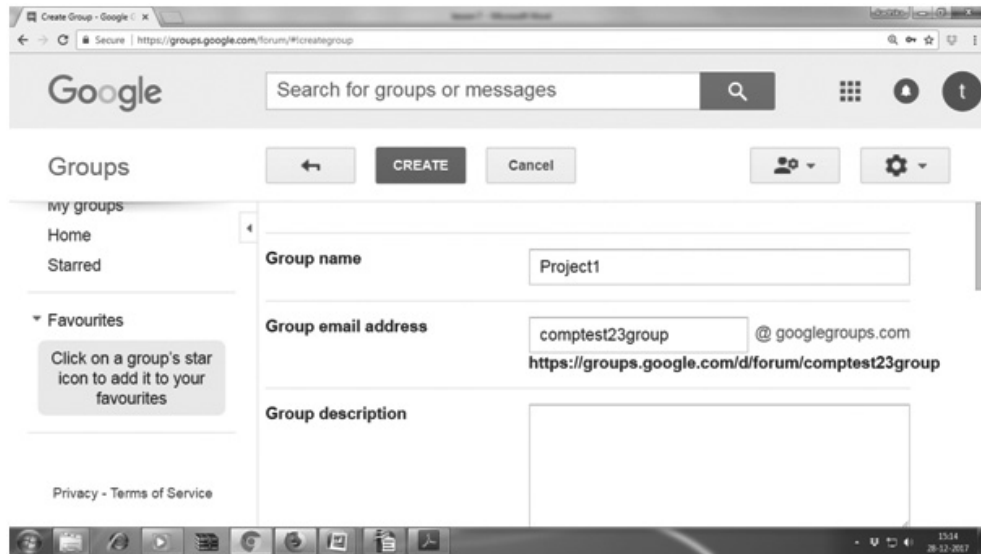 Create Group - Google G
Secure | https://groups.google.com/forum/#!creategroup
Google
Search for groups or messages
t
Groups
CREATE
Cancel
My groups
Home
Starred
Favourites
Click on a group's star
icon to add it to your
favourites
Privacy - Terms of Service
Group name
Project1
Group email address
comptest23group
@ googlegroups.com
https://groups.google.com/d/forum/comptest23group
Group description
15:14
28-12-2017